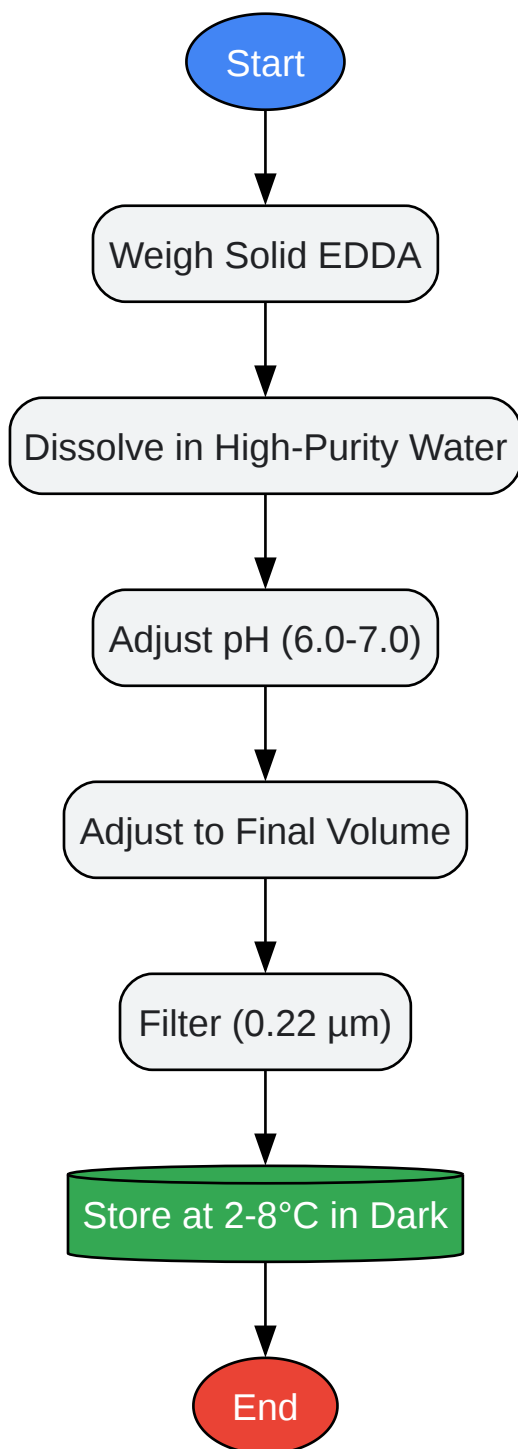 Start
Weigh Solid EDDA
Dissolve in High-Purity Water
Adjust pH (6.0-7.0)
Adjust to Final Volume
Filter (0.22 µm)
Store at 2-8°C in Dark
End